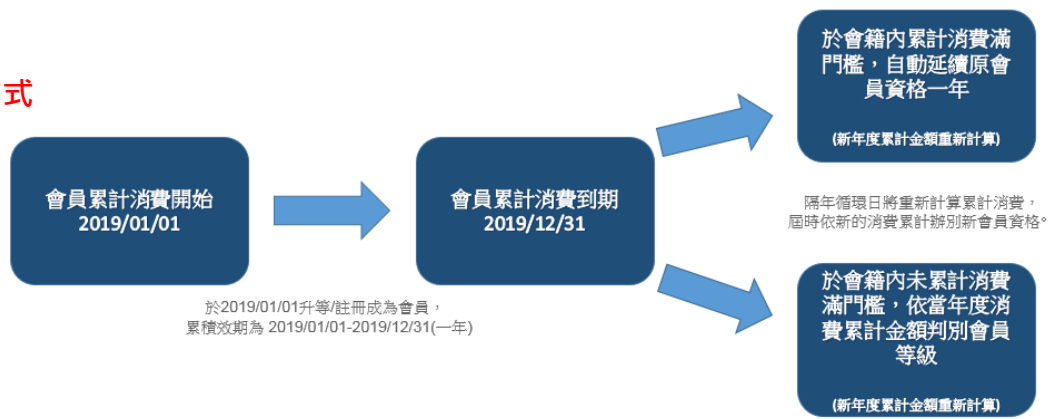 式
會員累計消費開始
2019/01/01
於2019/01/01升等/註冊成為會員，
累積效期為 2019/01/01-2019/12/31(一年)
會員累計消費到期
2019/12/31
於會籍內累計消費滿
門檻，自動延續原會
員資格一年
(新年度累計金額重新計算)
隔年循環日將重新計算累計消費，
屆時依新的消費累計辦別新會員資格。
於會籍內未累計消費
滿門檻，依當年度消
費累計金額判別會員
等級
(新年度累計金額重新計算)